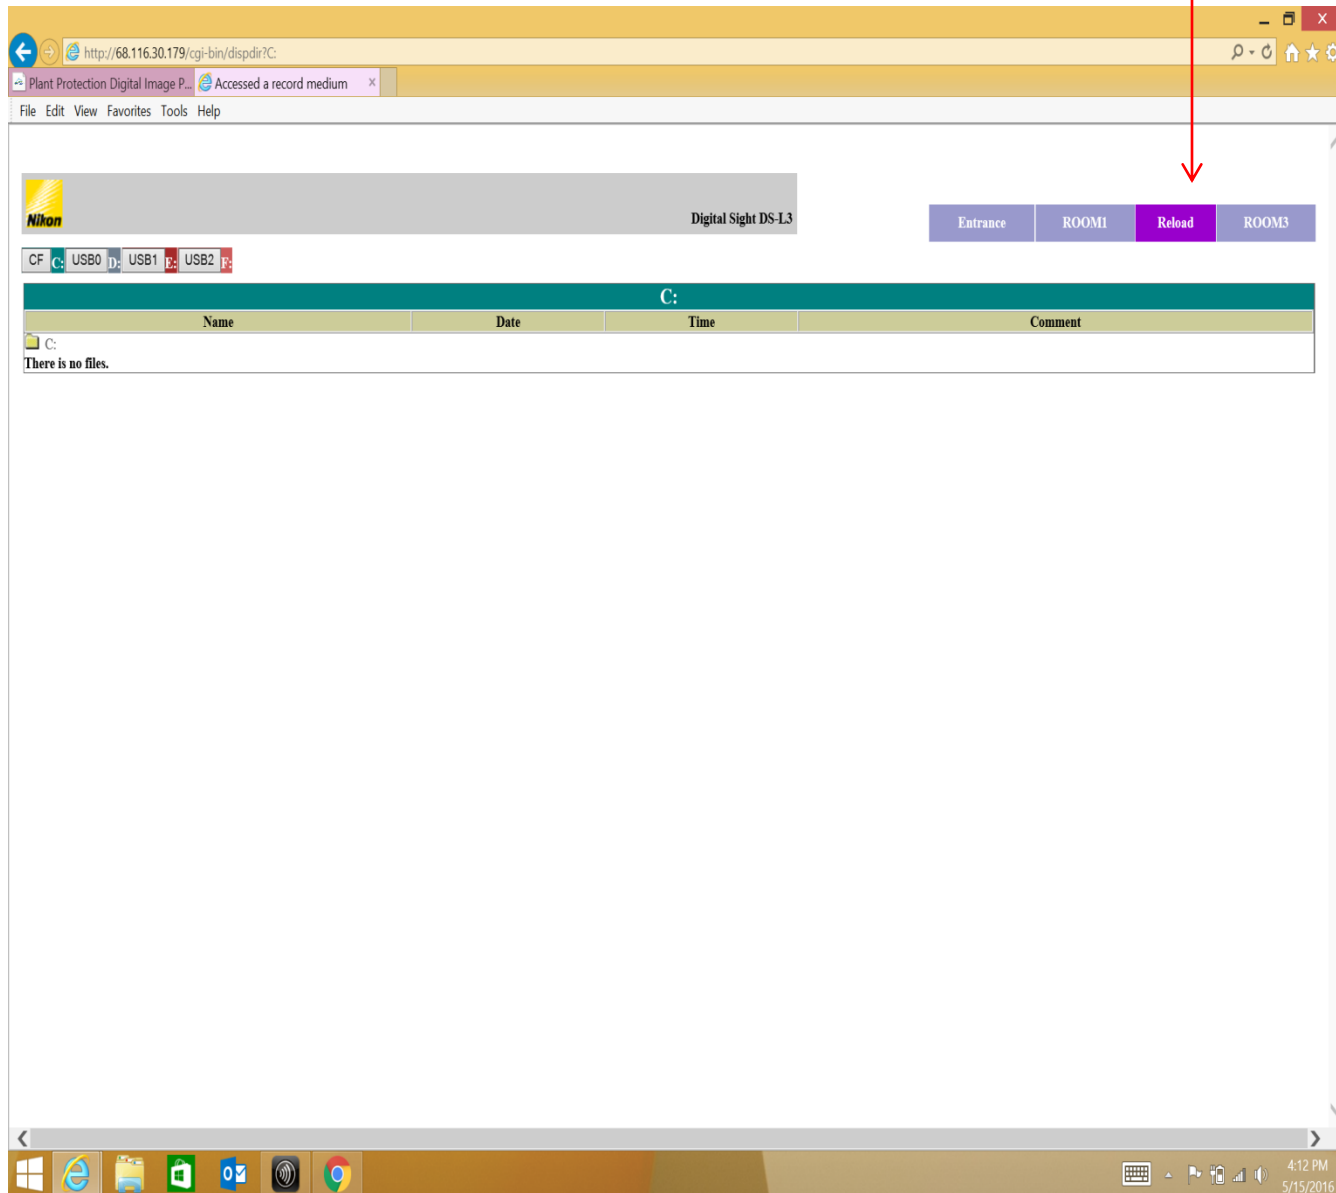 http://68.116.30.179/cgi-bin/dispdir?C:
Plant Protection Digital Image P...
Accessed a record medium
File Edit View Favorites Tools Help
Nikon
Digital Sight DS-L3
Entrance ROOM1 Reload ROOM3
CF C: USB0 D: USB1 E: USB2 F:
C:
Name Date Time Comment
C:
There is no files.
4:12 PM
5/15/2016